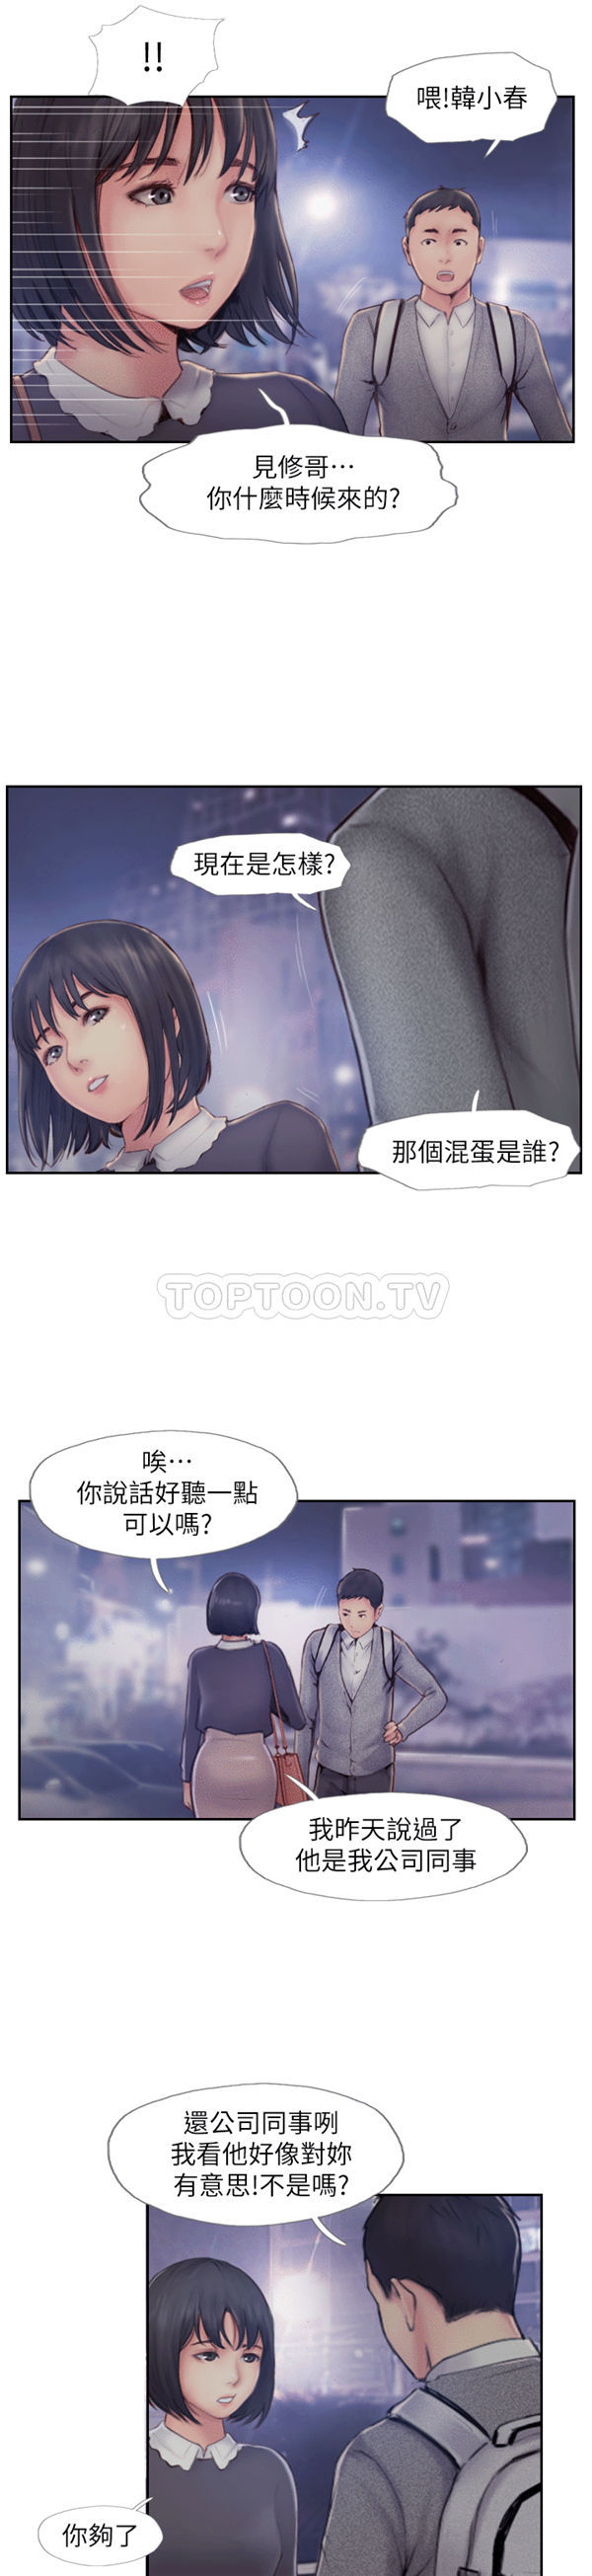 !!
喂!韓小春
見修哥⋯
你什麼時候來的?
現在是怎樣?
那個混蛋是誰?
TOPTOON.TV
唉⋯
你說話好聽一點
可以嗎?
我昨天說過了
他是我公司同事
還公司同事咧
我看他好像對妳
有意思!不是嗎?
你夠了